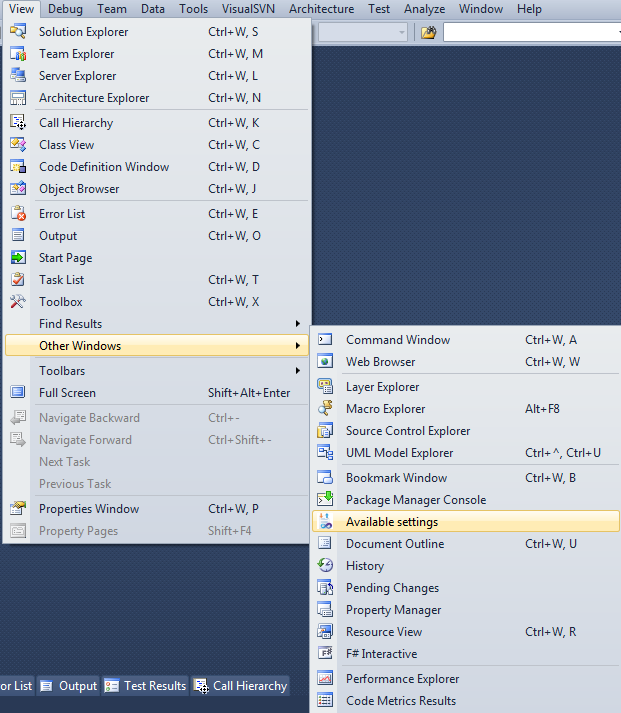 View Debug Team Data Tools VisualSVN Architecture Test Analyze Window Help
Solution Explorer Ctrl+W, S
Team Explorer Ctrl+W, M
Server Explorer Ctrl+W, L
Architecture Explorer Ctrl+W, N
Call Hierarchy Ctrl+W, K
Class View Ctrl+W, C
Code Definition Window Ctrl+W, D
Object Browser Ctrl+W, J
Error List Ctrl+W, E
Output Ctrl+W, O
Start Page
Task List Ctrl+W, T
Toolbox Ctrl+W, X
Find Results
Other Windows
Toolbars
Full Screen Shift+Alt+Enter
Navigate Backward Ctrl+-
Navigate Forward Ctrl+Shift+-
Next Task
Previous Task
Properties Window Ctrl+W, P
Property Pages Shift+F4
Command Window Ctrl+W, A
Web Browser Ctrl+W, W
Layer Explorer
Macro Explorer Alt+F8
Source Control Explorer
UML Model Explorer Ctrl+^, Ctrl+U
Bookmark Window Ctrl+W, B
Package Manager Console
Available settings
Document Outline Ctrl+W, U
History
Pending Changes
Property Manager
Resource View Ctrl+W, R
F# Interactive
Performance Explorer
Code Metrics Results
or List Output Test Results Call Hierarchy